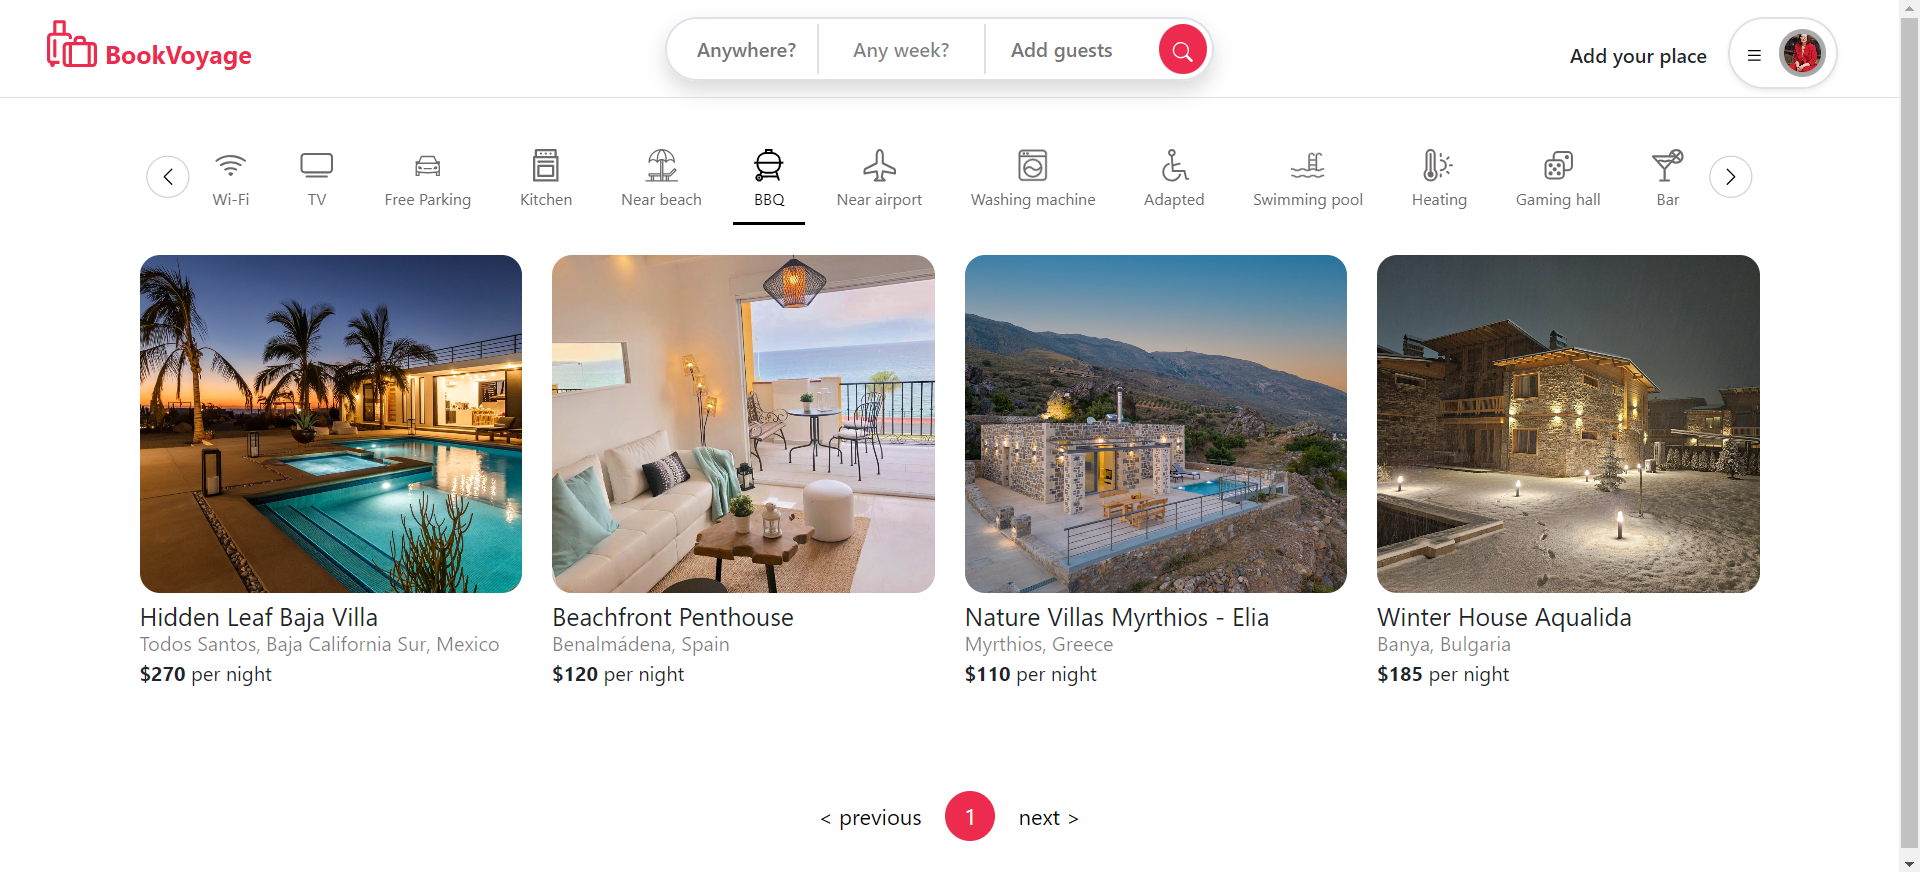 BookVoyage
Anywhere?
Any week?
Add guests
Add your place
Wi-Fi
TV
Free Parking
Kitchen
Near beach
BBQ
Near airport
Washing machine
Adapted
Swimming pool
Heating
Gaming hall
Bar
Hidden Leaf Baja Villa
Todos Santos, Baja California Sur, Mexico
$270 per night
Beachfront Penthouse
Benalmádena, Spain
$120 per night
Nature Villas Myrthios - Elia
Myrthios, Greece
$110 per night
Winter House Aqualida
Banya, Bulgaria
$185 per night
< previous
1
next >